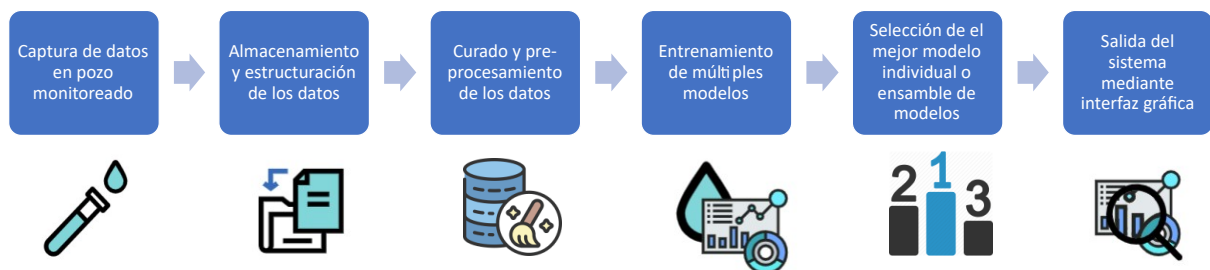 Captura de datos
en pozo
monitoreado
Almacenamiento
y estructuración
de los datos
Curado y pre-
procesamiento
de los datos
Entrenamiento
de múltiples
modelos
Selección de el
mejor modelo
individual o
ensamble de
modelos
Salida del
sistema
mediante
interfaz gráfica
2 1 3